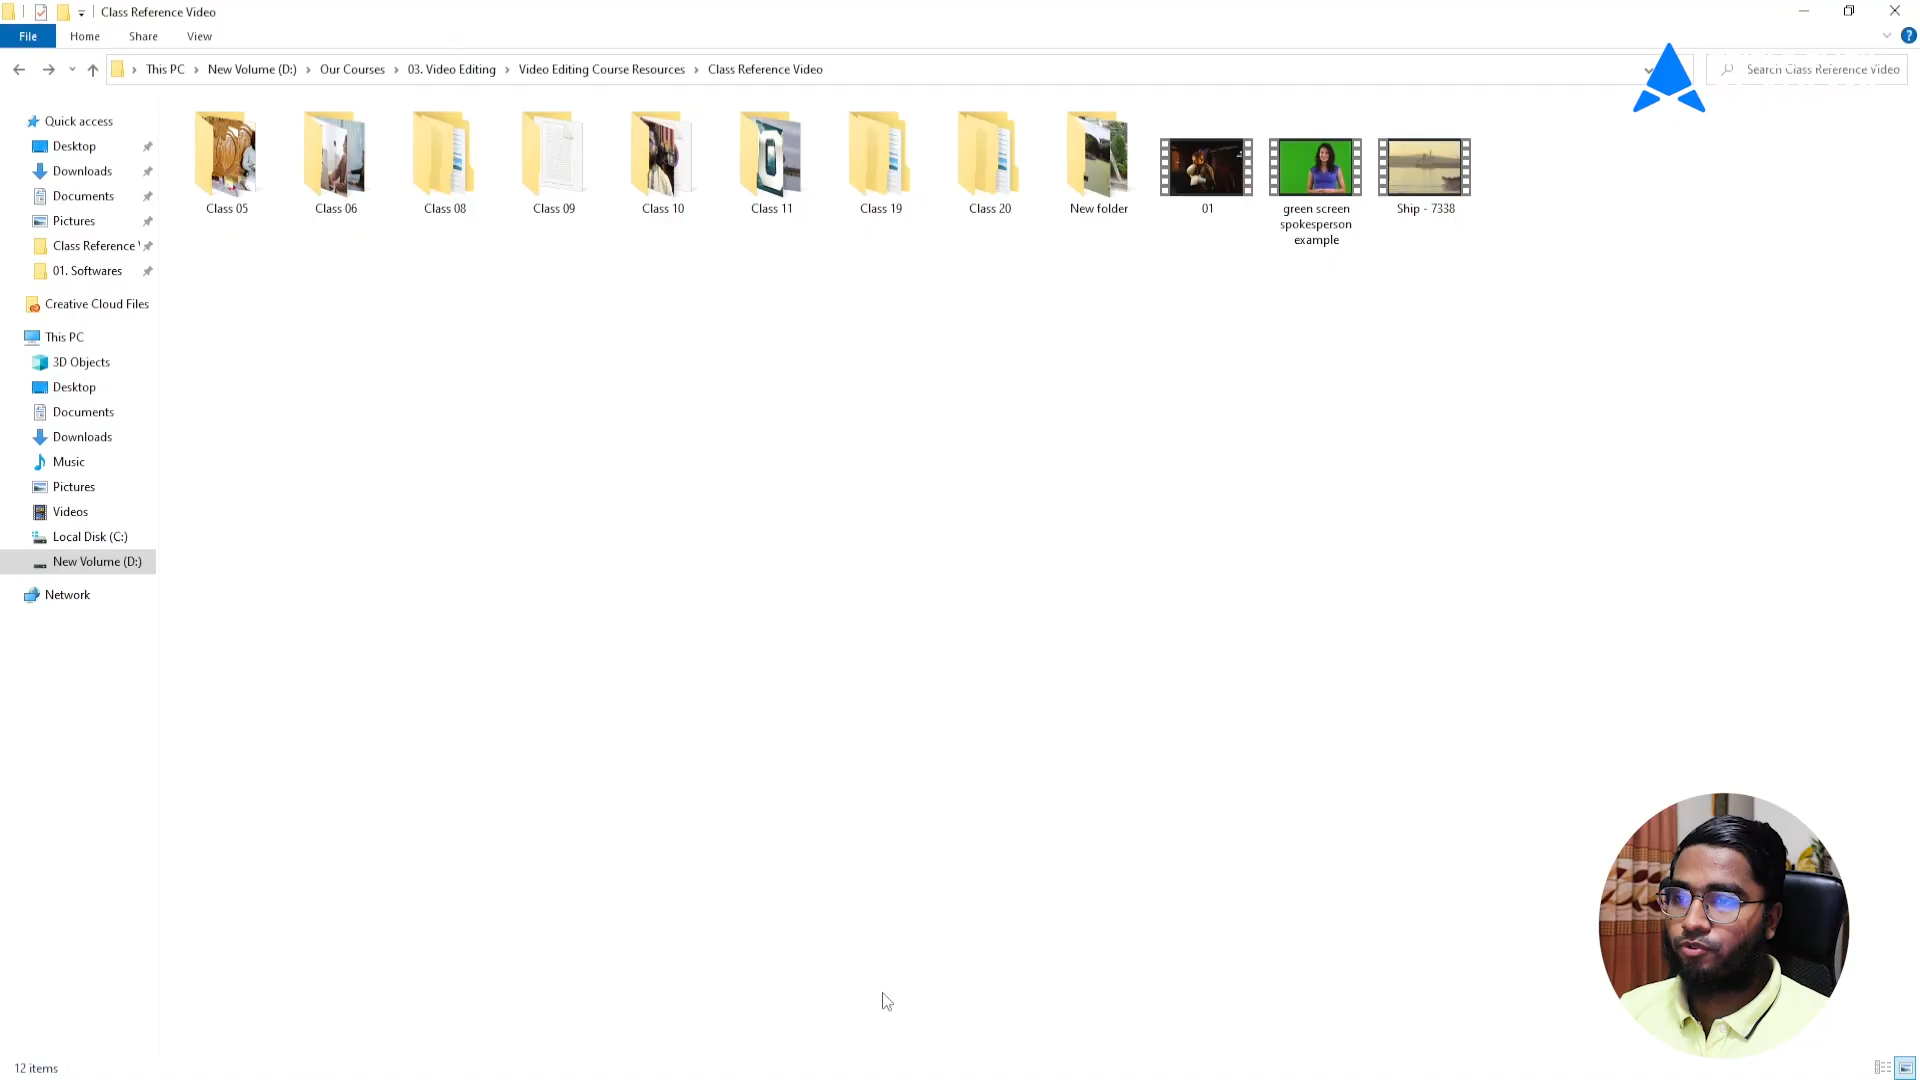 Class Reference Video
File Home Share View
This PC New Volume (D:) Our Courses 03. Video Editing Video Editing Course Resources Class Reference Video
Search Class Reference Video
Quick access
Desktop
Downloads
Documents
Pictures
Class Reference
01. Softwares
Creative Cloud Files
This PC
3D Objects
Desktop
Documents
Downloads
Music
Pictures
Videos
Local Disk (C:)
New Volume (D:)
Network
Class 05
Class 06
Class 08
Class 09
Class 10
Class 11
Class 19
Class 20
New folder
01
green screen
spokesperson
example
Ship - 7338
12 items